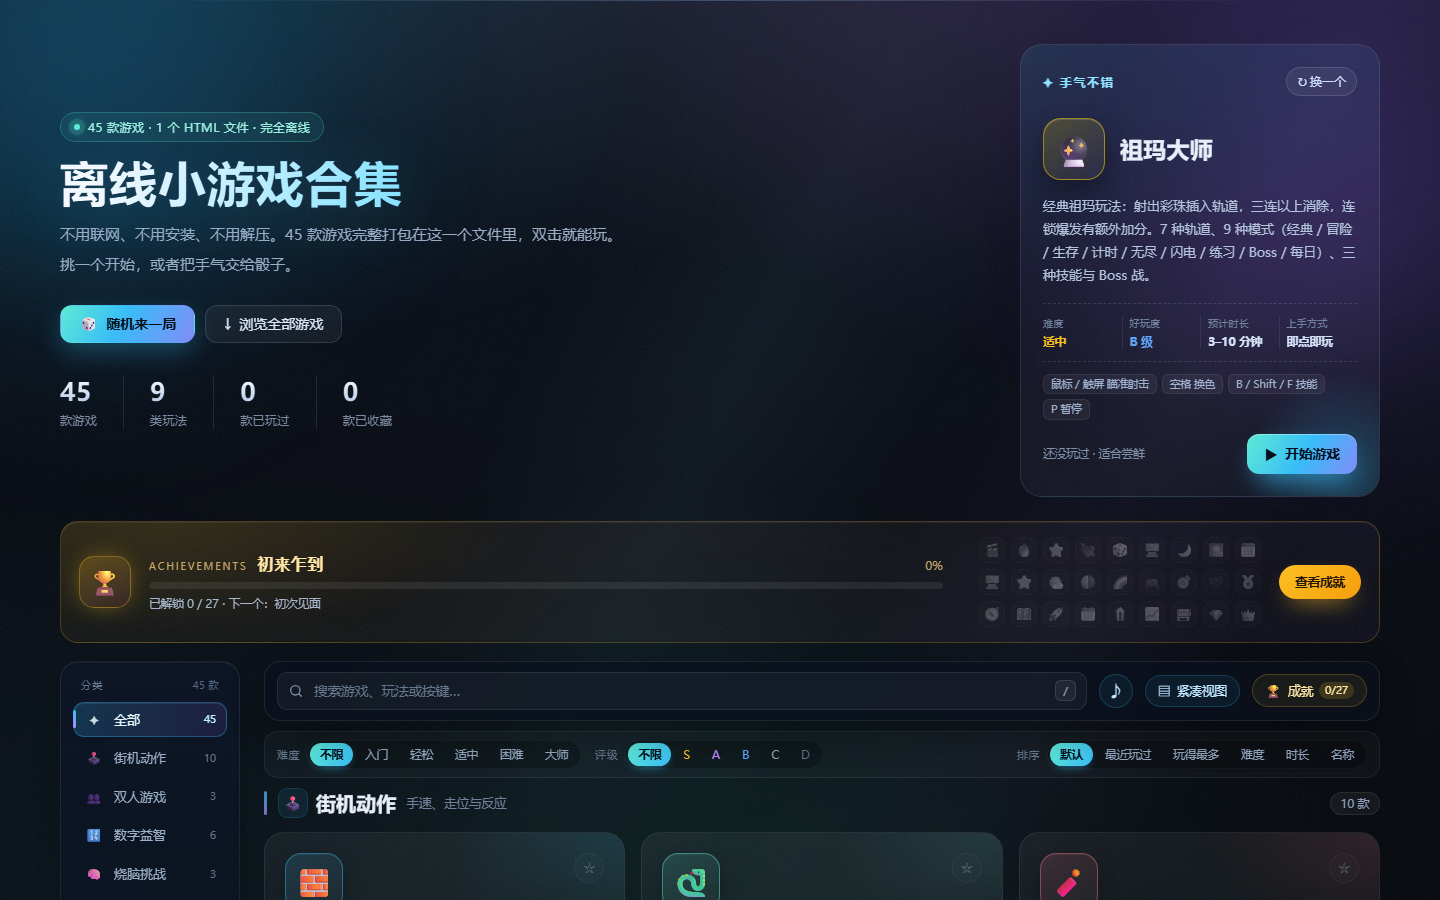 45 款游戏 · 1 个 HTML 文件 · 完全离线
离线小游戏合集
不用联网、不用安装、不用解压。45 款游戏完整打包在这一个文件里，双击就能玩。
挑一个开始，或者把手气交给骰子。
随机来一局
↓ 浏览全部游戏
45
款游戏
9
类玩法
0
款已玩过
0
款已收藏
✦ 手气不错
↻ 换一个
祖玛大师
经典祖玛玩法：射出彩珠插入轨道，三连以上消除，连
锁爆发有额外加分。7 种轨道、9 种模式（经典 / 冒险
/ 生存 / 计时 / 无尽 / 闪电 / 练习 / Boss / 每日）、三
种技能与 Boss 战。
难度
适中
好玩度
B 级
预计时长
3–10 分钟
上手方式
即点即玩
鼠标 / 触屏 瞄准射击
空格 换色
B / Shift / F 技能
P 暂停
还没玩过 · 适合尝鲜
▶ 开始游戏
ACHIEVEMENTS 初来乍到
0%
已解锁 0 / 27 · 下一个：初次见面
查看成就
分类
45 款
✦ 全部 45
街机动作 10
双人游戏 3
数字益智 6
烧脑挑战 3
搜索游戏、玩法或按键...
/
♪
紧凑视图
成就 0/27
难度 不限 入门 轻松 适中 困难 大师
评级 不限 S A B C D
排序 默认 最近玩过 玩得最多 难度 时长 名称
街机动作 手速、走位与反应
10 款